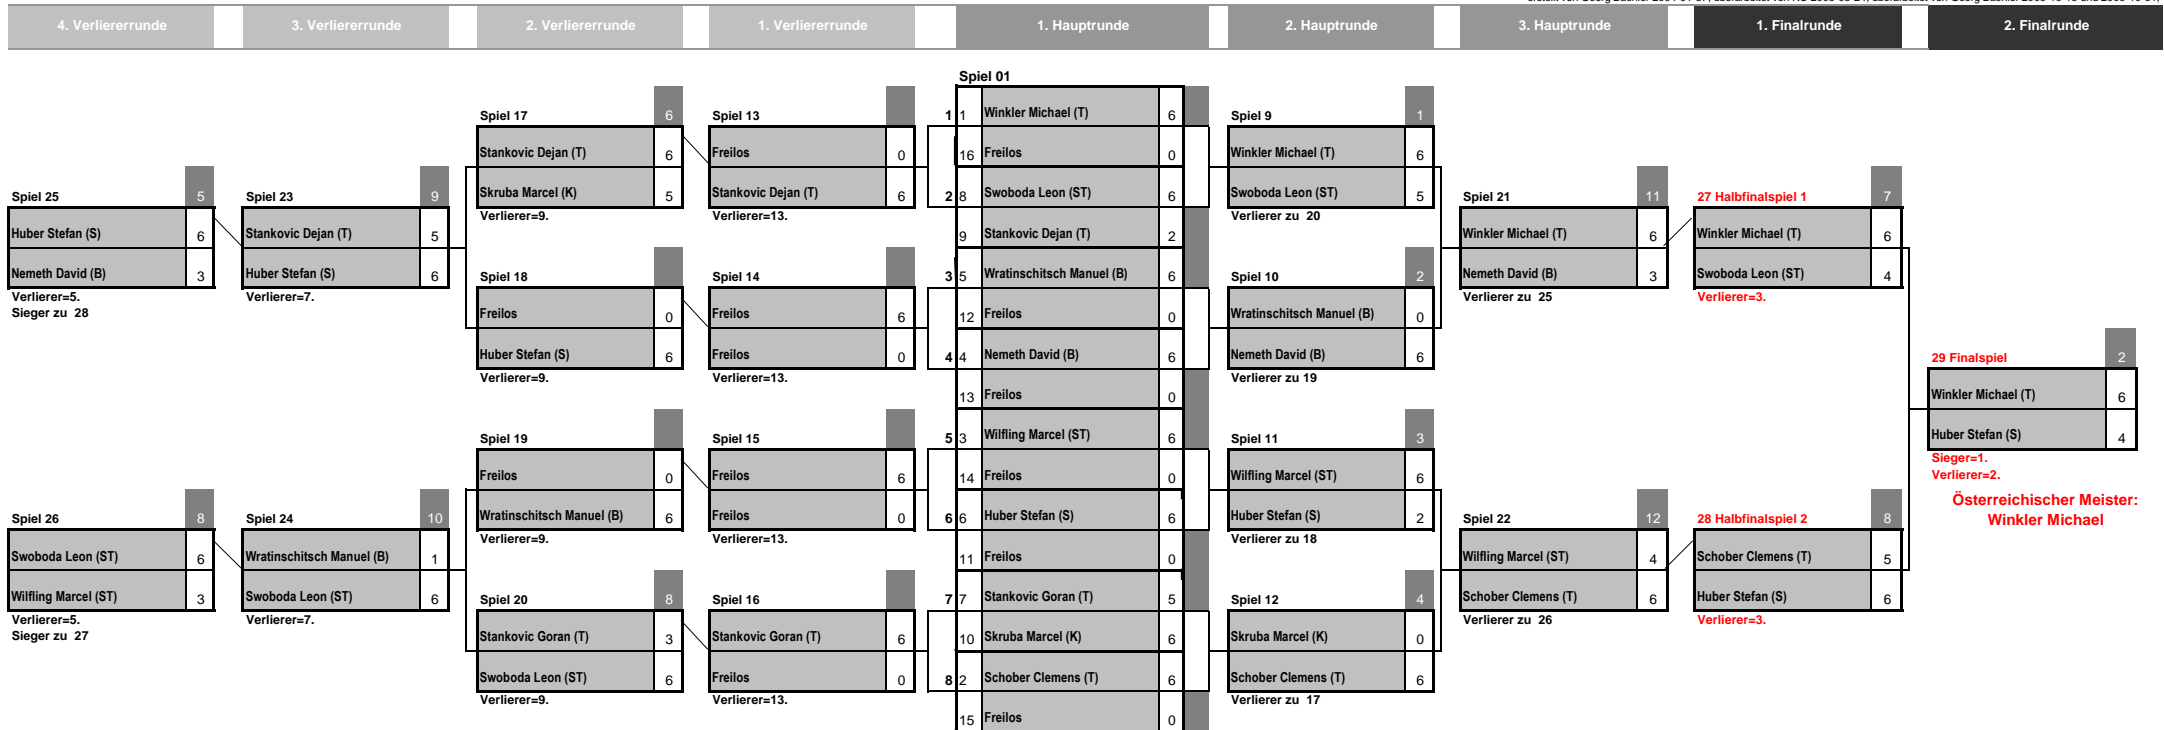 4. Verliererrunde
3. Verliererrunde
2. Verliererrunde
1. Verliererrunde
1. Hauptrunde
2. Hauptrunde
3. Hauptrunde
1. Finalrunde
2. Finalrunde
Spiel 25 5
Huber Stefan (S) 6
Nemeth David (B) 3
Verlierer=5.
Sieger zu 28
Spiel 26 8
Swoboda Leon (ST) 6
Wilfling Marcel (ST) 3
Verlierer=5.
Sieger zu 27
Spiel 23 9
Stankovic Dejan (T) 5
Huber Stefan (S) 6
Verlierer=7.
Spiel 24 10
Wratinschitsch Manuel (B) 1
Swoboda Leon (ST) 6
Verlierer=7.
Spiel 17 6
Stankovic Dejan (T) 6
Skruba Marcel (K) 5
Verlierer=9.
Spiel 18
Freilos 0
Huber Stefan (S) 6
Verlierer=9.
Spiel 19
Freilos 0
Wratinschitsch Manuel (B) 6
Verlierer=9.
Spiel 20 8
Stankovic Goran (T) 3
Swoboda Leon (ST) 6
Verlierer=9.
Spiel 13
Freilos 0
Stankovic Dejan (T) 6
Verlierer=13.
Spiel 14
Freilos 6
Freilos 0
Verlierer=13.
Spiel 15
Freilos 6
Freilos 0
Verlierer=13.
Spiel 16
Stankovic Goran (T) 6
Freilos 0
Verlierer=13.
Spiel 01
1 1 Winkler Michael (T) 6
16 Freilos 0
2 8 Swoboda Leon (ST) 6
9 Stankovic Dejan (T) 2
3 5 Wratinschitsch Manuel (B) 6
12 Freilos 0
4 4 Nemeth David (B) 6
13 Freilos 0
5 3 Wilfling Marcel (ST) 6
14 Freilos 0
6 6 Huber Stefan (S) 6
11 Freilos 0
7 7 Stankovic Goran (T) 5
10 Skruba Marcel (K) 6
8 2 Schober Clemens (T) 6
15 Freilos 0
Spiel 9 1
Winkler Michael (T) 6
Swoboda Leon (ST) 5
Verlierer zu 20
Spiel 10 2
Wratinschitsch Manuel (B) 0
Nemeth David (B) 6
Verlierer zu 19
Spiel 11 3
Wilfling Marcel (ST) 6
Huber Stefan (S) 2
Verlierer zu 18
Spiel 12 4
Skruba Marcel (K) 0
Schober Clemens (T) 6
Verlierer zu 17
Spiel 21 11
Winkler Michael (T) 6
Nemeth David (B) 3
Verlierer zu 25
Spiel 22 12
Wilfling Marcel (ST) 4
Schober Clemens (T) 6
Verlierer zu 26
27 Halbfinalspiel 1 7
Winkler Michael (T) 6
Swoboda Leon (ST) 4
Verlierer=3.
28 Halbfinalspiel 2 8
Schober Clemens (T) 5
Huber Stefan (S) 6
Verlierer=3.
29 Finalspiel 2
Winkler Michael (T) 6
Huber Stefan (S) 4
Sieger=1.
Verlierer=2.
Österreichischer Meister:
Winkler Michael